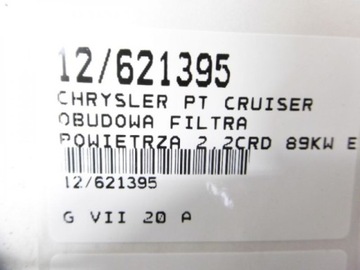 12/621395
CHRYSLER PT CRUISER
OBUDOWA FILTRA
POWIETRZA 2.2CRD 89KW E
12/621395
G VII 20 A